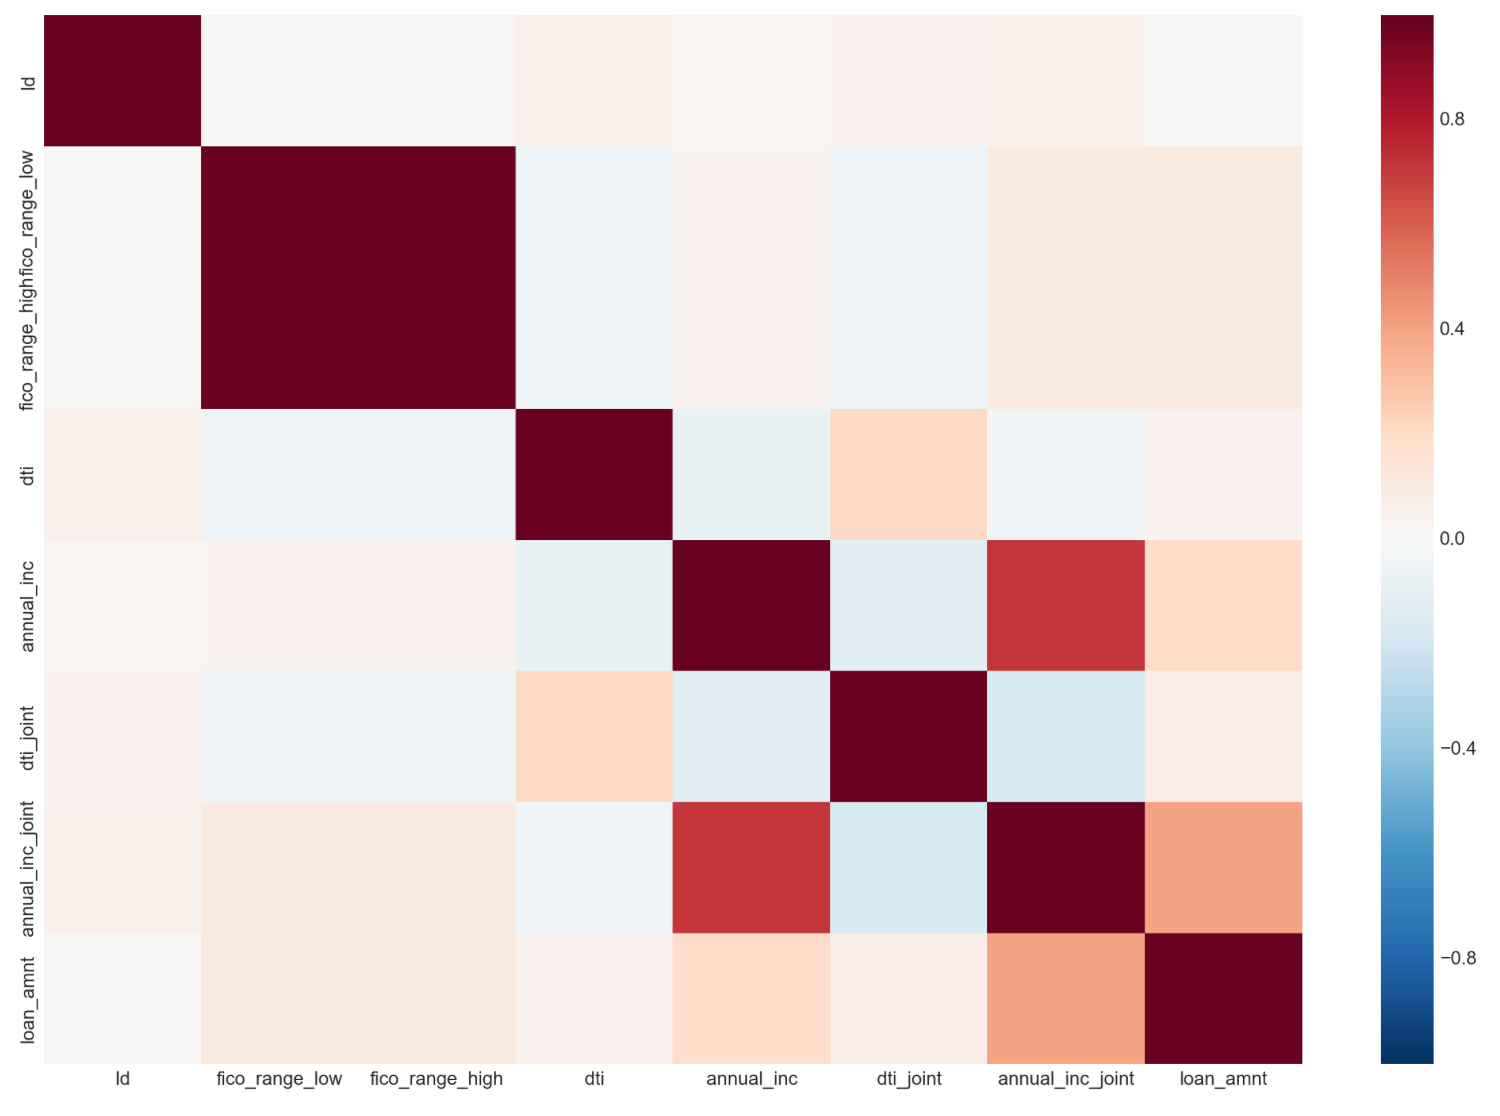 Id
fico_range_low
fico_range_high
dti
annual_inc
dti_joint
annual_inc_joint
loan_amnt
Id
fico_range_low
fico_range_high
dti
annual_inc
dti_joint
annual_inc_joint
loan_amnt
0.8
0.4
0.0
−0.4
−0.8